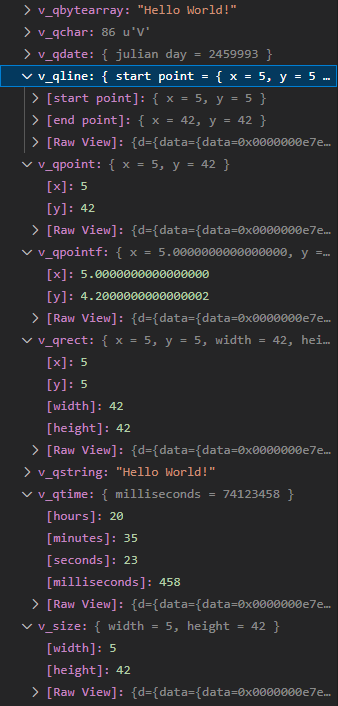 v_qbytearray: "Hello World!"
v_qchar: 86 u'V'
v_qdate: { julian day = 2459993 }
v_qline: { start point = { x = 5, y = 5 ...
[start point]: { x = 5, y = 5 }
[end point]: { x = 42, y = 42 }
[Raw View]: {d={data={data=0x0000000e7e...
v_qpoint: { x = 5, y = 42 }
[x]: 5
[y]: 42
[Raw View]: {d={data={data=0x0000000e7e...
v_qpointf: { x = 5.0000000000000000, y =...
[x]: 5.0000000000000000
[y]: 4.2000000000000002
[Raw View]: {d={data={data=0x0000000e7e...
v_qrect: { x = 5, y = 5, width = 42, hei...
[x]: 5
[y]: 5
[width]: 42
[height]: 42
[Raw View]: {d={data={data=0x0000000e7e...
v_qstring: "Hello World!"
v_qtime: { milliseconds = 74123458 }
[hours]: 20
[minutes]: 35
[seconds]: 23
[milliseconds]: 458
[Raw View]: {d={data={data=0x0000000e7e...
v_size: { width = 5, height = 42 }
[width]: 5
[height]: 42
[Raw View]: {d={data={data=0x0000000e7e...